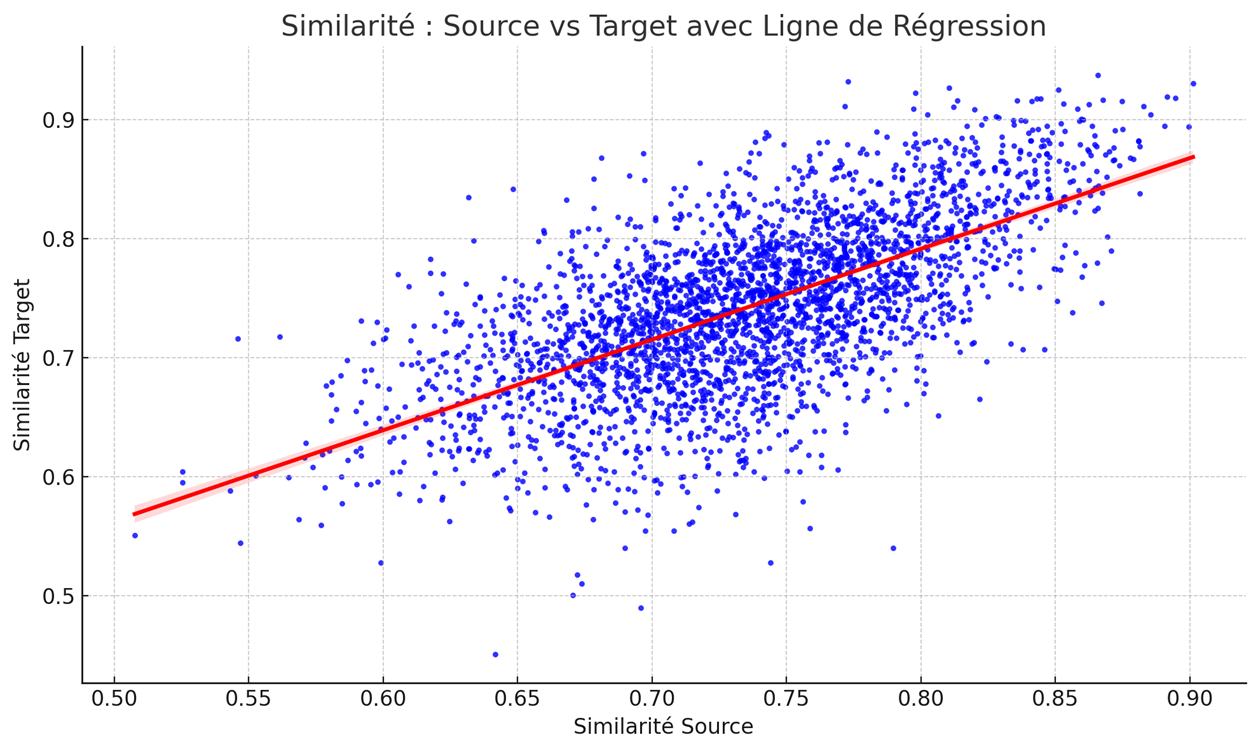 Similarité : Source vs Target avec Ligne de Régression
0.9
0.8
0.7
0.6
0.5
Similarité Target
0.50 0.55 0.60 0.65 0.70 0.75 0.80 0.85 0.90
Similarité Source